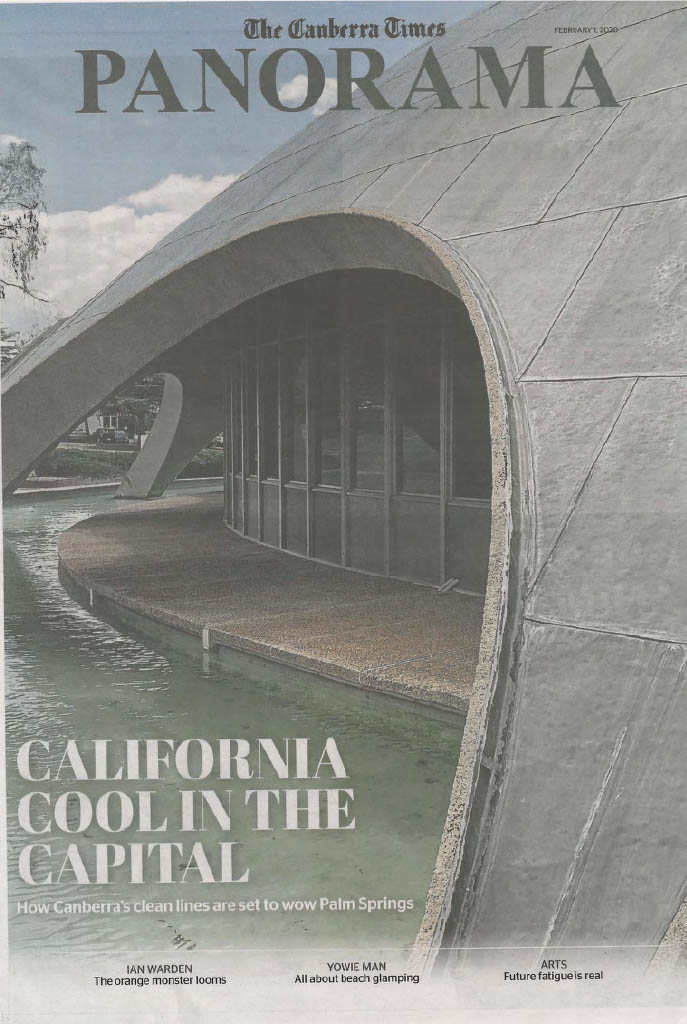 The Canberra Times
FEBRUARY 1, 2020
PANORAMA
CALIFORNIA
COOL IN THE
CAPITAL
How Canberra's clean lines are set to wow Palm Springs
IAN WARDEN
The orange monster looms
YOWIE MAN
All about beach glamping
ARTS
Future fatigue is real